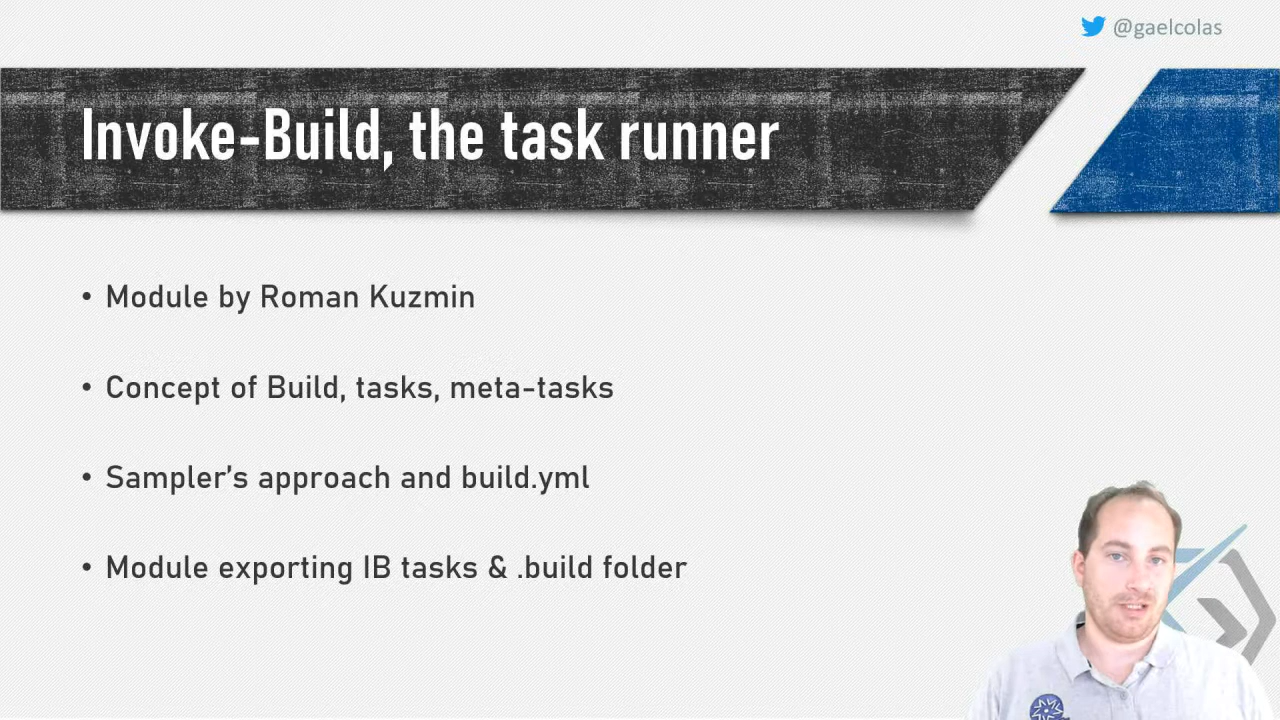 @gaelcolas
Invoke-Build, the task runner
• Module by Roman Kuzmin
• Concept of Build, tasks, meta-tasks
• Sampler's approach and build.yml
• Module exporting IB tasks & .build folder